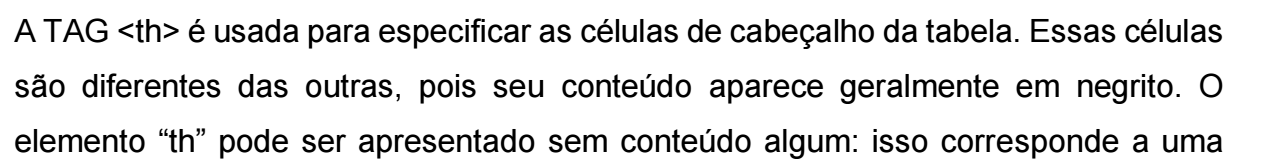 A TAG <th> é usada para especificar as células de cabeçalho da tabela. Essas células
são diferentes das outras, pois seu conteúdo aparece geralmente em negrito. O
elemento “th” pode ser apresentado sem conteúdo algum: isso corresponde a uma